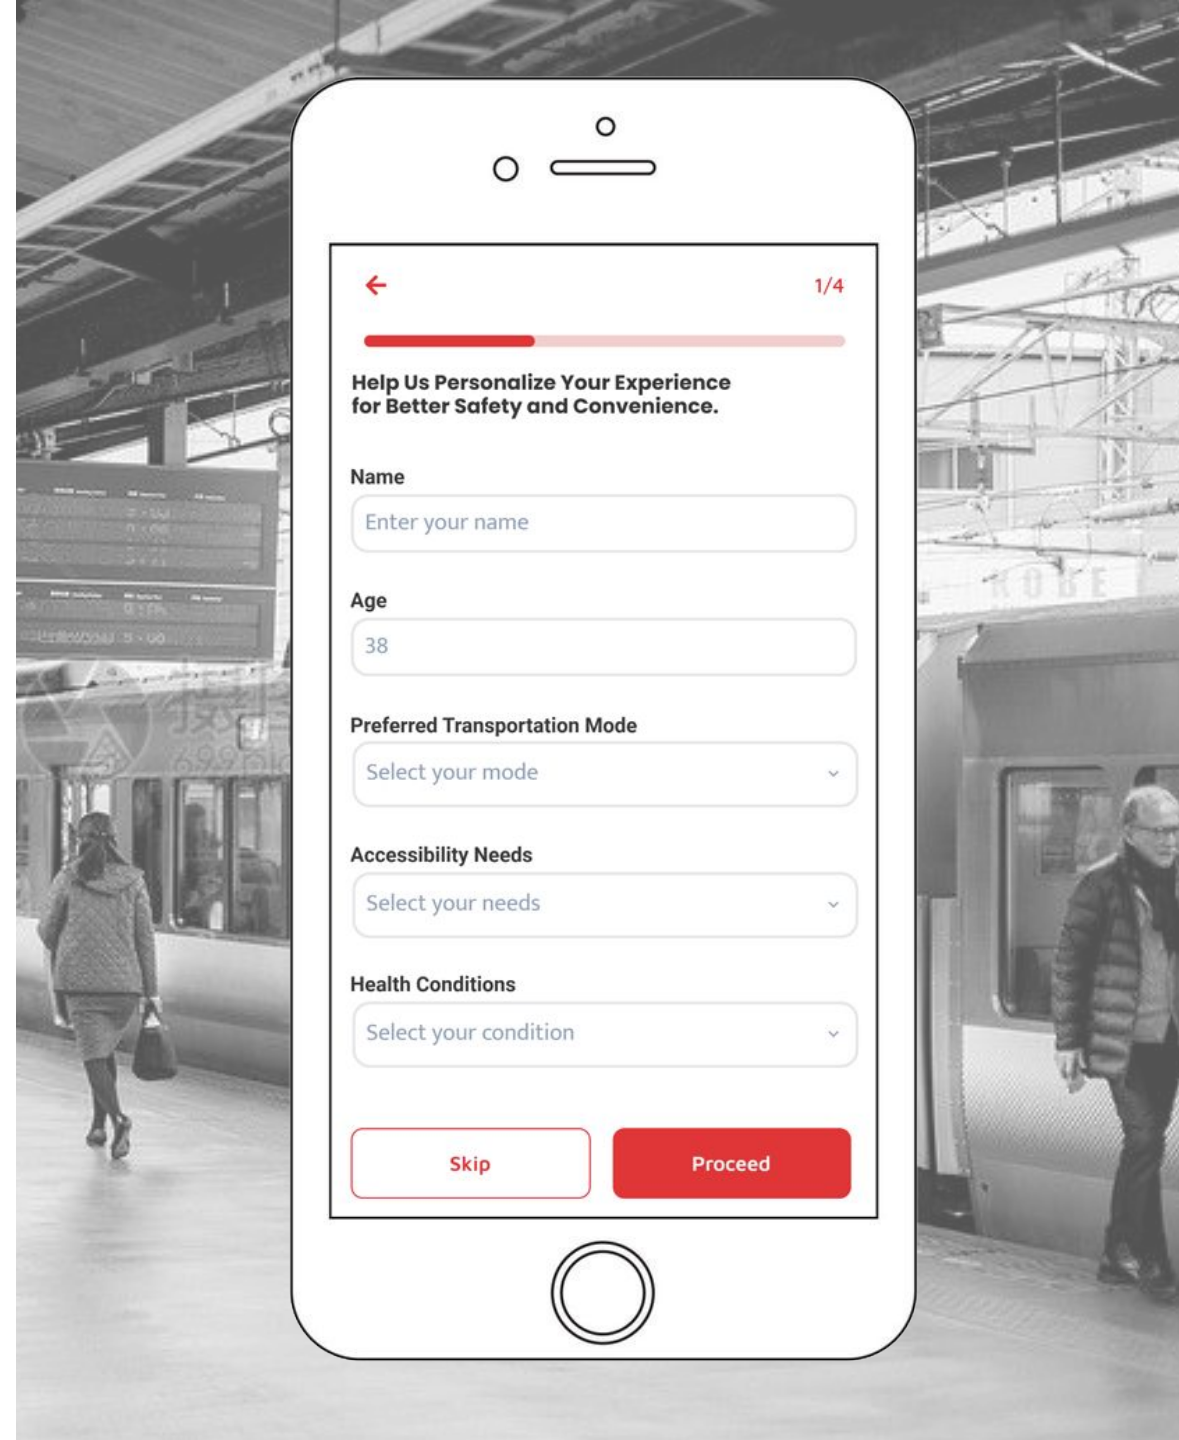 1/4
Help Us Personalize Your Experience
for Better Safety and Convenience.
Name
Enter your name
Age
38
Preferred Transportation Mode
Select your mode
Accessibility Needs
Select your needs
Health Conditions
Select your condition
Skip
Proceed
KOBE